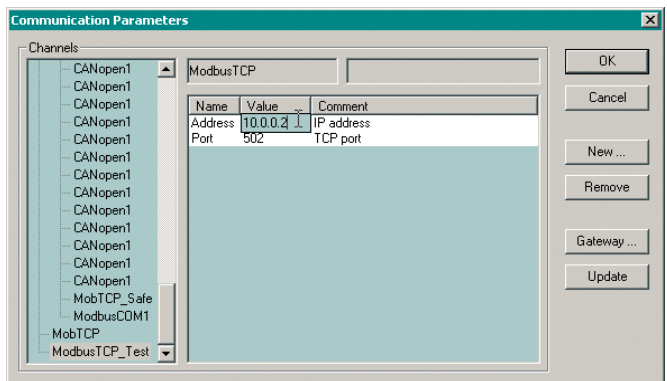 Communication Parameters
Channels
CANopen1
CANopen1
CANopen1
CANopen1
CANopen1
CANopen1
CANopen1
CANopen1
CANopen1
CANopen1
CANopen1
CANopen1
CANopen1
MobTCP_Safe
ModbusCOM1
MobTCP
ModbusTCP_Test
ModbusTCP
Name Value Comment
Address 10.0.0.2 IP address
Port 502 TCP port
OK
Cancel
New ...
Remove
Gateway ...
Update